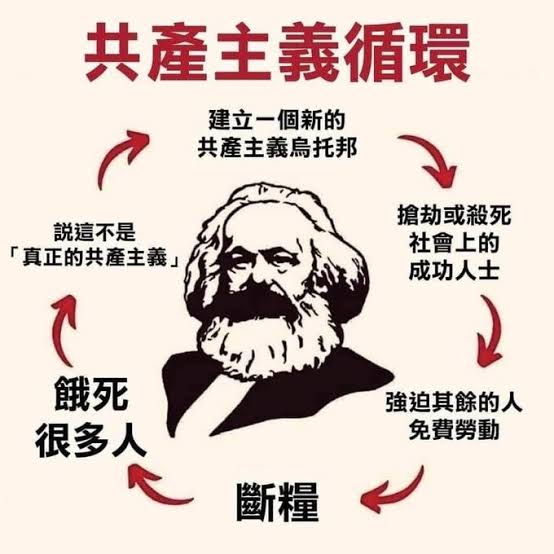 共產主義循環
建立一個新的
共產主義烏托邦
搶劫或殺死
社會上的
成功人士
強迫其餘的人
免費勞動
斷糧
餓死
很多人
説這不是
「真正的共產主義」